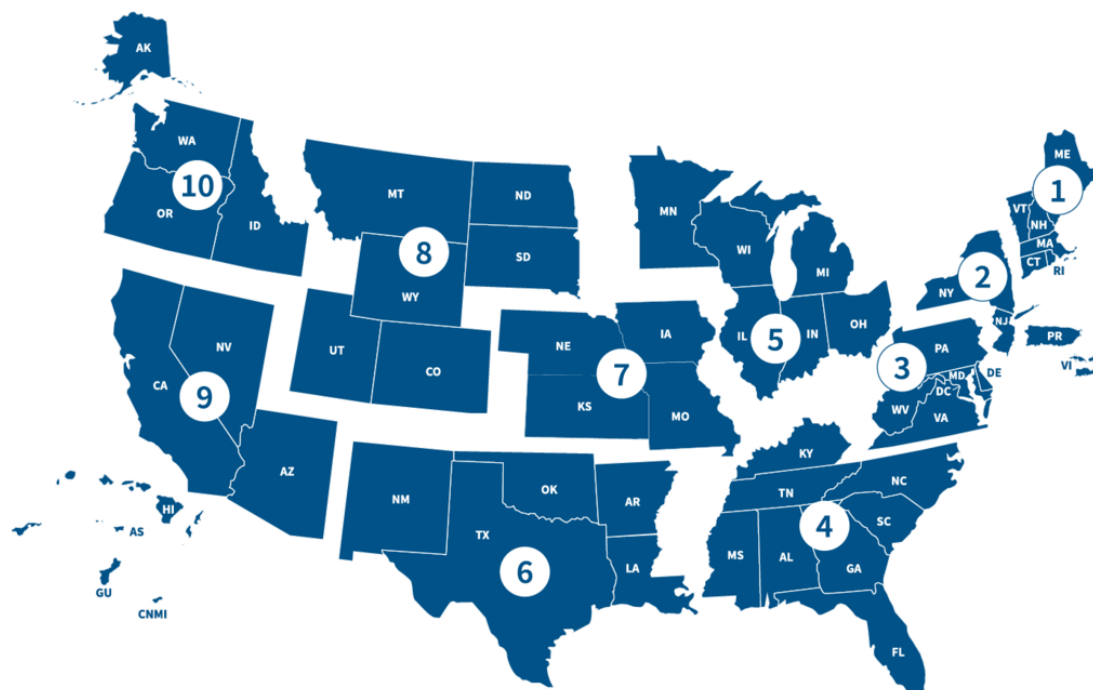 AK
WA
10
OR
ID
MT
ND
8
SD
WY
UT
CO
MN
WI
MI
IL
5
IN
OH
ME
1
VT
NH
MA
CT
RI
2
NY
NJ
PR
VI
3
PA
MD
DE
DC
WV
VA
NV
CA
9
AZ
HI
AS
GU
CNMI
NE
IA
7
KS
MO
NM
OK
TX
AR
6
LA
KY
TN
NC
4
SC
MS
AL
GA
FL